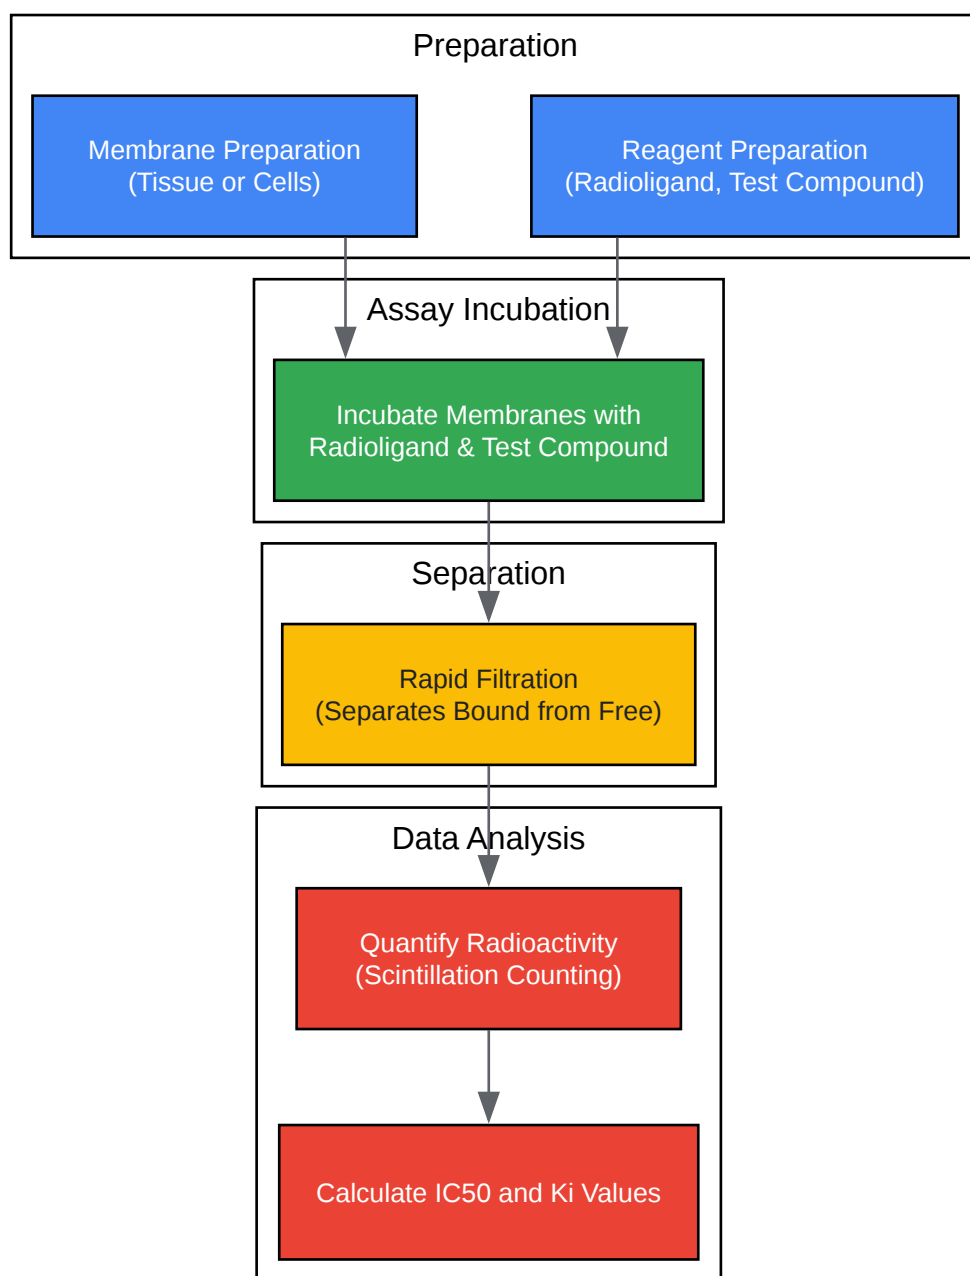 Preparation
Membrane Preparation
(Tissue or Cells)
Reagent Preparation
(Radioligand, Test Compound)
Assay Incubation
Incubate Membranes with
Radioligand & Test Compound
Separation
Rapid Filtration
(Separates Bound from Free)
Data Analysis
Quantify Radioactivity
(Scintillation Counting)
Calculate IC50 and Ki Values